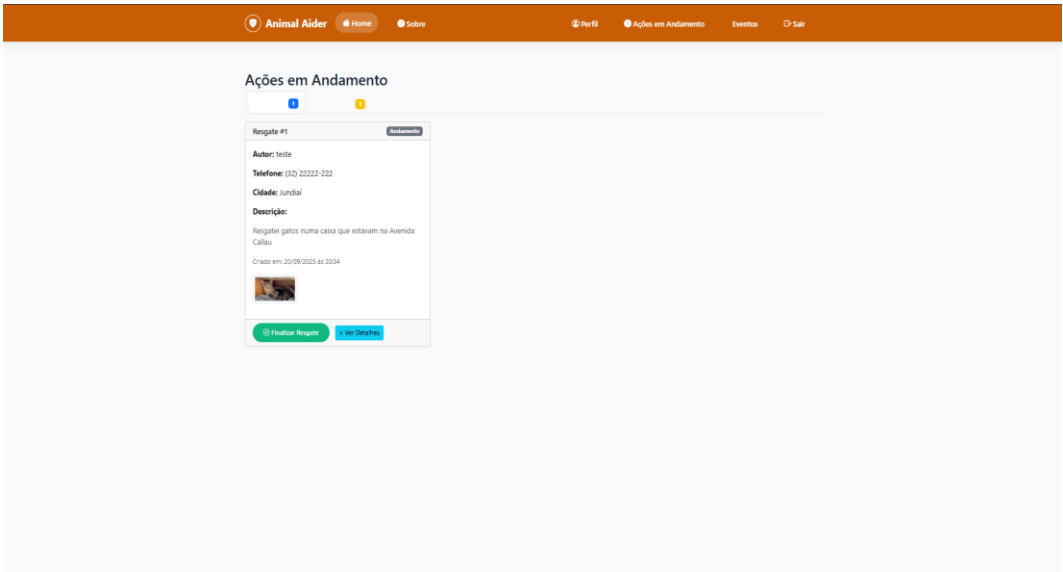 Animal Aider
Home
Sobre
Perfil
Ações em Andamento
Eventos
Sair
Ações em Andamento
1
Resgate #1
Andamento
Autor: teste
Telefone: (32) 22222-222
Cidade: Jundiaí
Descrição:
Resgatei gatos numa caixa que estavam na Avenida
Callau
Criado em: 20/09/2025 às 20:34
Finalizar Resgate
+ Ver Detalhes